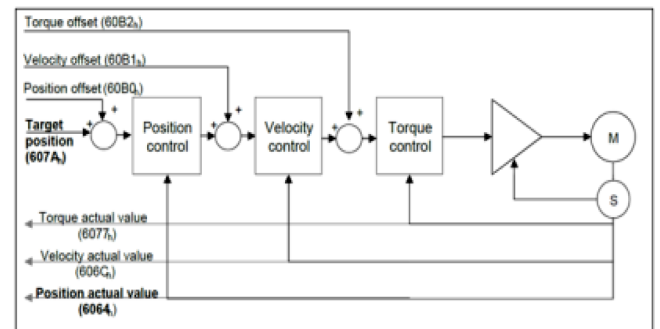 Torque offset (60B2h)
Velocity offset (60B1h)
Position offset (60B0h)
+
+
+
+
+
+
Target
position
(607Ah)
Position
control
Velocity
control
Torque
control
M
S
Torque actual value
(6077h)
Velocity actual value
(606Ch)
Position actual value
(6064h)